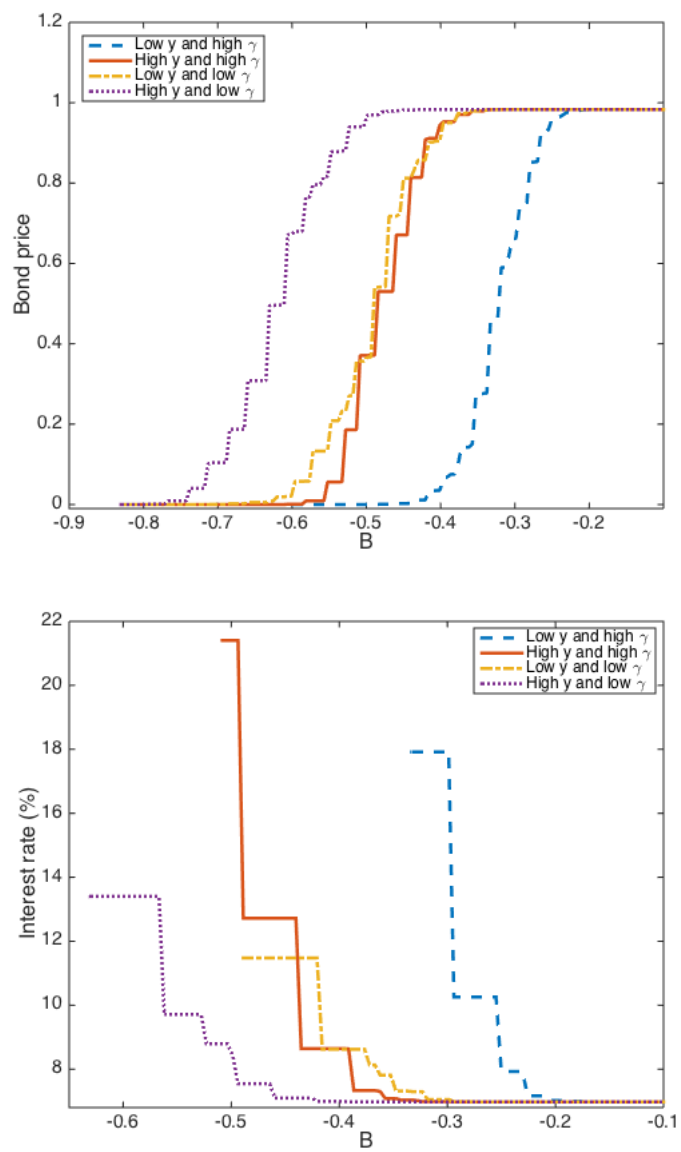 1.2
1
0.8
0.6
0.4
0.2
0
Bond price
Low y and high γ
High y and high γ
Low y and low γ
High y and low γ
-0.9 -0.8 -0.7 -0.6 -0.5 -0.4 -0.3 -0.2
B
22
20
18
16
14
12
10
8
Interest rate (%)
Low y and high γ
High y and high γ
Low y and low γ
High y and low γ
-0.6 -0.5 -0.4 -0.3 -0.2 -0.1
B